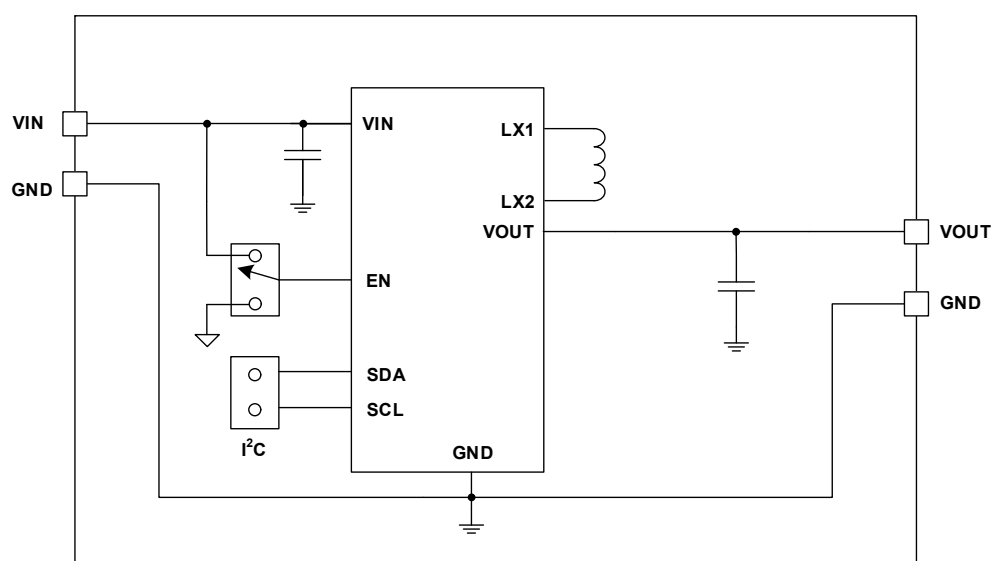 VIN
GND
VIN
EN
SDA
SCL
I²C
LX1
LX2
VOUT
GND
VOUT
GND